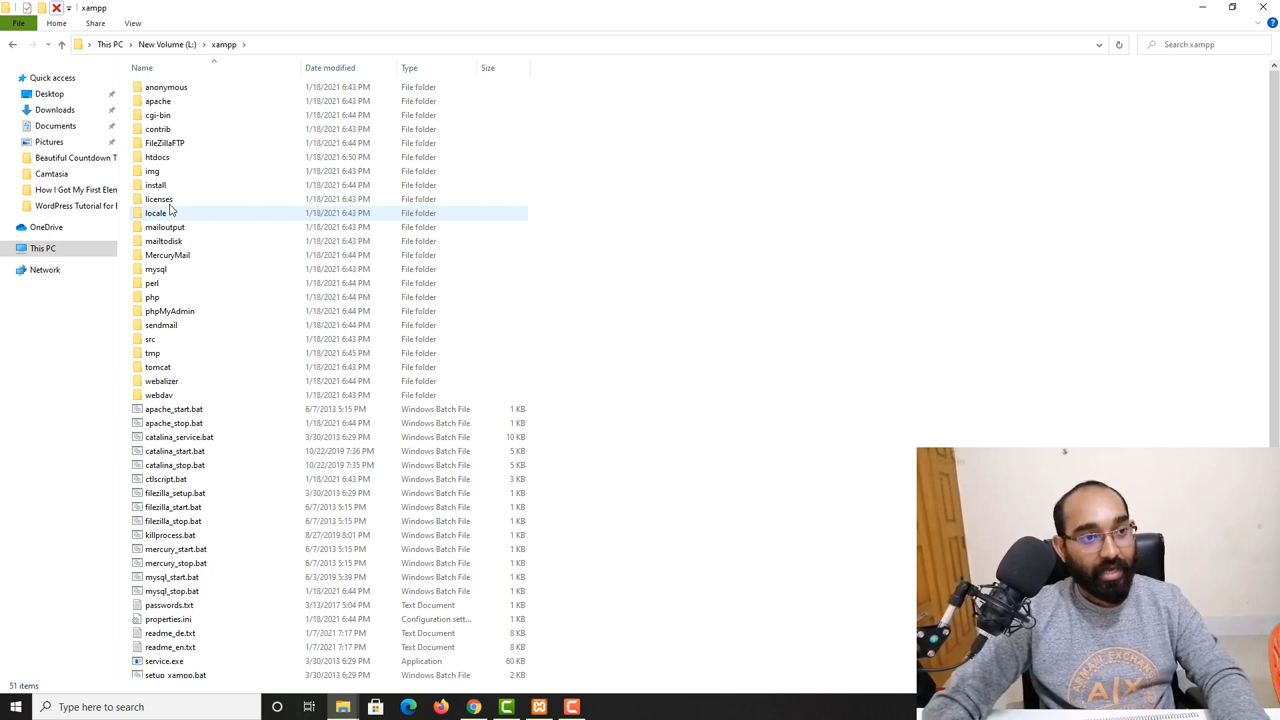 xampp
File Home Share View
This PC New Volume (L:) xampp Search xampp
Name Date modified Type Size
Quick access
Desktop
Downloads
Documents
Pictures
Beautiful Countdown T
Camtasia
How I Got My First Elen
WordPress Tutorial for E
OneDrive
This PC
Network
anonymous 1/18/2021 6:43 PM File folder
apache 1/18/2021 6:43 PM File folder
cgi-bin 1/18/2021 6:44 PM File folder
contrib 1/18/2021 6:43 PM File folder
FileZillaFTP 1/18/2021 6:44 PM File folder
htdocs 1/18/2021 6:50 PM File folder
img 1/18/2021 6:43 PM File folder
install 1/18/2021 6:44 PM File folder
licenses 1/18/2021 6:43 PM File folder
locale 1/18/2021 6:43 PM File folder
mailoutput 1/18/2021 6:44 PM File folder
mailtodisk 1/18/2021 6:43 PM File folder
MercuryMail 1/18/2021 6:44 PM File folder
mysql 1/18/2021 6:43 PM File folder
perl 1/18/2021 6:44 PM File folder
php 1/18/2021 6:44 PM File folder
phpMyAdmin 1/18/2021 6:44 PM File folder
sendmail 1/18/2021 6:44 PM File folder
src 1/18/2021 6:43 PM File folder
tmp 1/18/2021 6:45 PM File folder
tomcat 1/18/2021 6:44 PM File folder
webalizer 1/18/2021 6:44 PM File folder
webdav 1/18/2021 6:43 PM File folder
apache_start.bat 6/7/2013 5:15 PM Windows Batch File 1 KB
apache_stop.bat 1/18/2021 6:44 PM Windows Batch File 1 KB
catalina_service.bat 3/30/2013 6:29 PM Windows Batch File 10 KB
catalina_start.bat 10/22/2019 7:36 PM Windows Batch File 5 KB
catalina_stop.bat 10/22/2019 7:35 PM Windows Batch File 5 KB
ctlscript.bat 1/18/2021 6:43 PM Windows Batch File 3 KB
filezilla_setup.bat 3/30/2013 6:29 PM Windows Batch File 1 KB
filezilla_start.bat 6/7/2013 5:15 PM Windows Batch File 1 KB
filezilla_stop.bat 6/7/2013 5:15 PM Windows Batch File 1 KB
killprocess.bat 8/27/2019 8:01 PM Windows Batch File 1 KB
mercury_start.bat 6/7/2013 5:15 PM Windows Batch File 1 KB
mercury_stop.bat 6/7/2013 5:15 PM Windows Batch File 1 KB
mysql_start.bat 6/3/2019 5:39 PM Windows Batch File 1 KB
mysql_stop.bat 1/18/2021 6:44 PM Windows Batch File 1 KB
passwords.txt 3/13/2017 5:04 PM Text Document 1 KB
properties.ini 1/18/2021 6:44 PM Configuration sett... 1 KB
readme_de.txt 1/7/2021 7:17 PM Text Document 8 KB
readme_en.txt 1/7/2021 7:17 PM Text Document 8 KB
service.exe 3/30/2013 6:29 PM Application 60 KB
setup_xampp.bat 3/30/2013 6:29 PM Windows Batch File 2 KB
51 items
ARMANI EXCHANGE
A|X
Type here to search